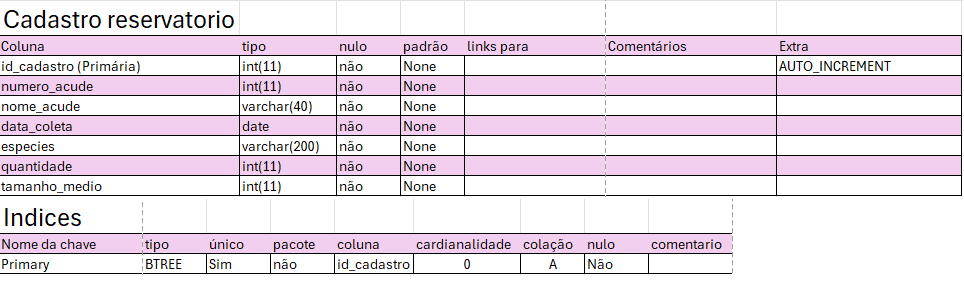 Cadastro reservatorio
Coluna tipo nulo padrão links para Comentários Extra
id_cadastro (Primária) int(11) não None AUTO_INCREMENT
numero_acude int(11) não None
nome_acude varchar(40) não None
data_coleta date não None
especies varchar(200) não None
quantidade int(11) não None
tamanho_medio int(11) não None
Indices
Nome da chave tipo único pacote coluna cardianalidade colação nulo comentario
Primary BTREE Sim não id_cadastro 0 A Não